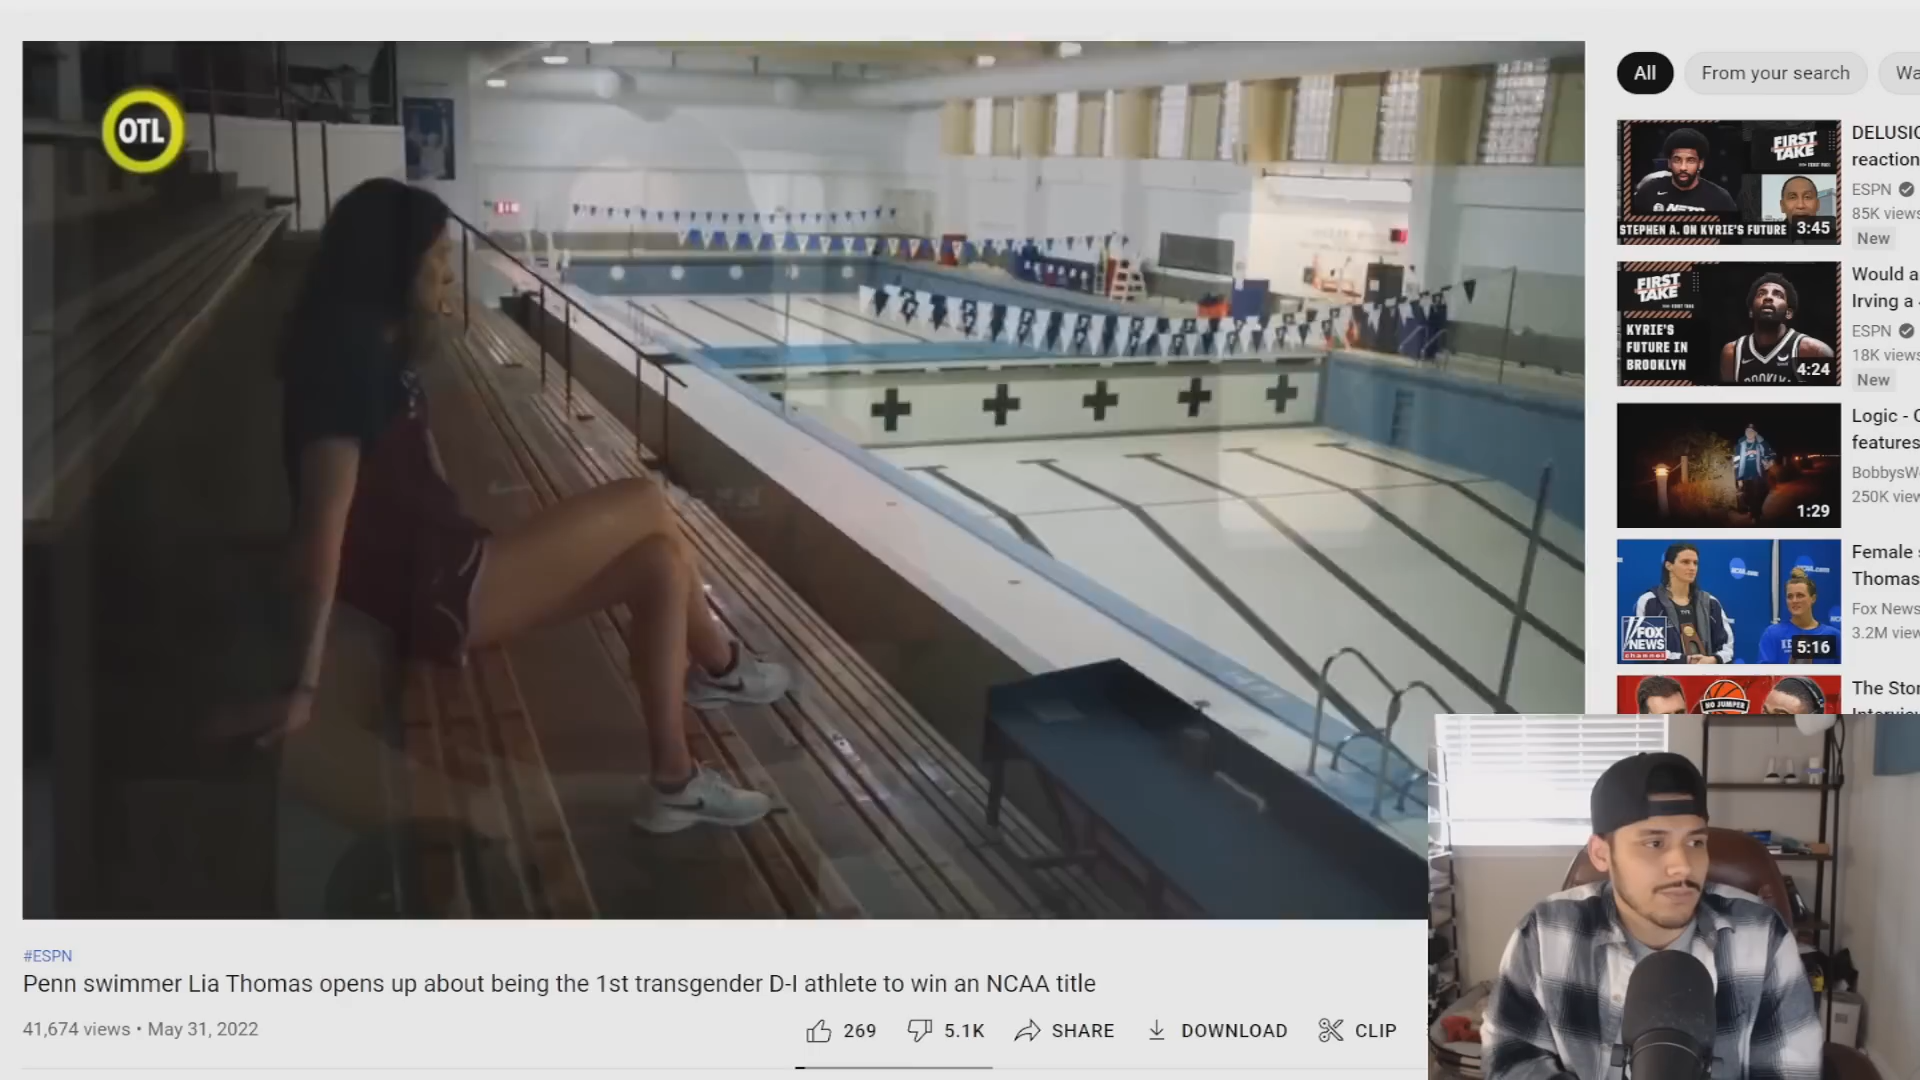 OTL
#ESPN
Penn swimmer Lia Thomas opens up about being the 1st transgender D-I athlete to win an NCAA title
41,674 views • May 31, 2022
269
5.1K
SHARE
DOWNLOAD
CLIP
All
From your search
FIRST
TAKE
STEPHEN A. ON KYRIE'S FUTURE
3:45
reaction
ESPN
85K views
New
FIRST
TAKE
KYRIE'S
FUTURE IN
BROOKLYN
4:24
Would a
Irving a
ESPN
18K views
New
1:29
Logic -
features
250K
FOX
NEWS
channel
5:16
Female
Thomas
Fox News
3.2M
NO JUMPER
The